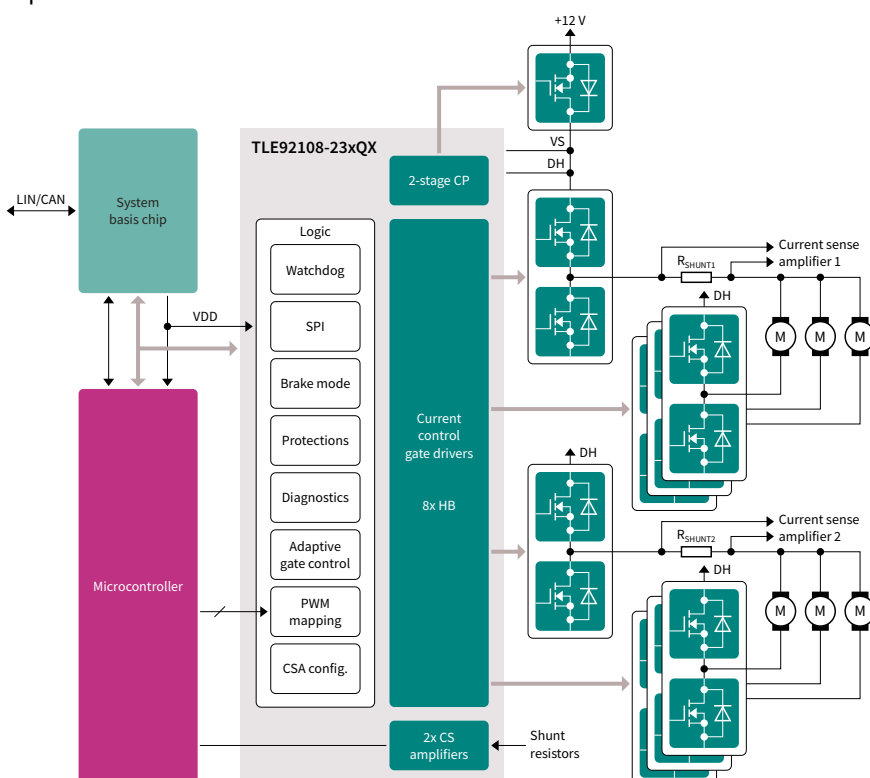 +12 V
TLE92108-23xQX
VS
DH
2-stage CP
LIN/CAN
System
basis chip
Logic
Watchdog
SPI
Brake mode
Protections
Diagnostics
Adaptive
gate control
PWM
mapping
CSA config.
VDD
Current
control
gate drivers
8x HB
Microcontroller
2x CS
amplifiers
Shunt
resistors
RSHUNT1
Current sense
amplifier 1
DH
M
M
M
DH
RSHUNT2
Current sense
amplifier 2
DH
M
M
M